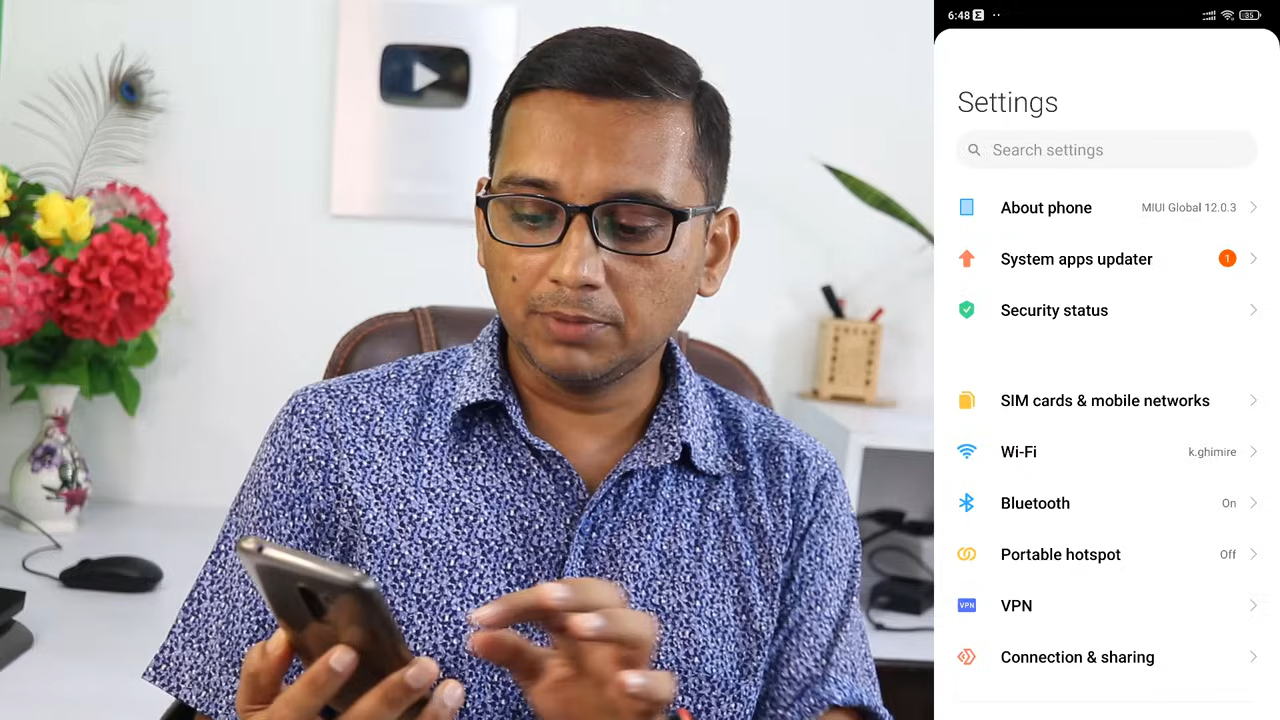 6:48
35
Settings
Search settings
About phone MIUI Global 12.0.3
System apps updater 1
Security status
SIM cards & mobile networks
Wi-Fi k.ghimire
Bluetooth On
Portable hotspot Off
VPN VPN
Connection & sharing